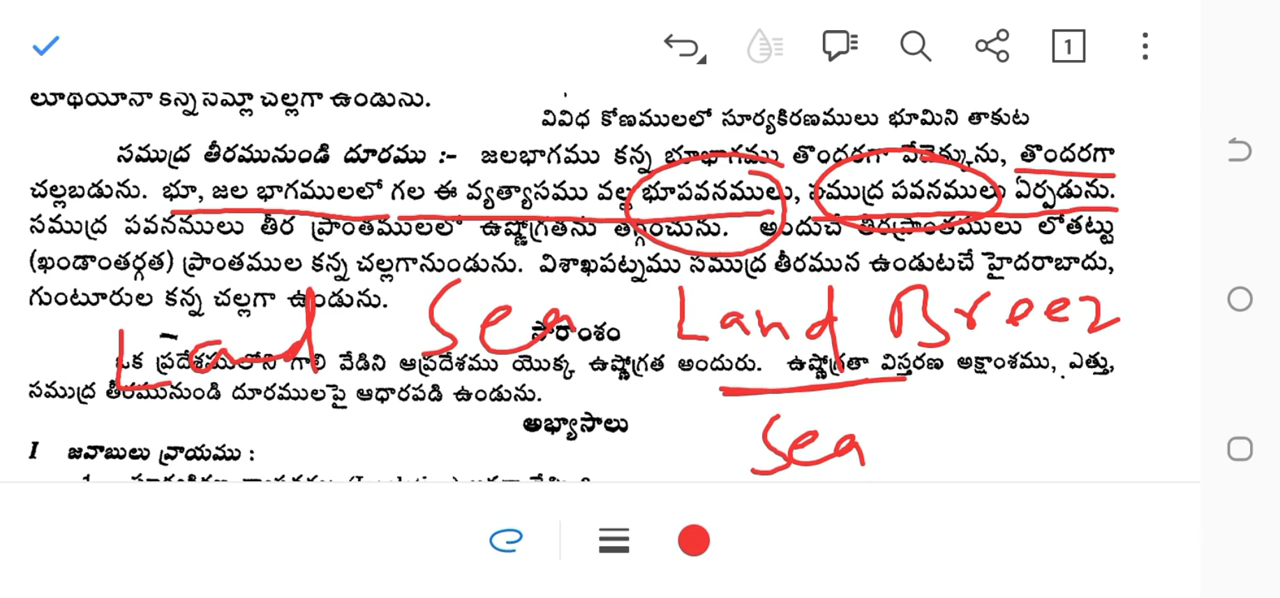 1
లూథియానా కన్న సిమ్లా చల్లగా ఉండును.
వివిధ కోణములలో సూర్యకిరణములు భూమిని తాకుట
సముద్ర తీరమునుండి దూరము :- జలభాగము కన్న భూభాగము తొందరగా వేడెక్కును, తొందరగా
చల్లబడును. భూ, జల భాగములలో గల ఈ వ్యత్యాసము వల్ల భూపవనములు, సముద్ర పవనములు ఏర్పడును.
సముద్ర పవనములు తీర ప్రాంతములలో ఉష్ణోగ్రతను తగ్గించును. అందుచే తీరప్రాంతములు లోతట్టు
(ఖండాంతర్గత) ప్రాంతముల కన్న చల్లగానుండును. విశాఖపట్నము సముద్ర తీరమున ఉండుటచే హైదరాబాదు,
గుంటూరుల కన్న చల్లగా ఉండును.
Land Sea Land Breez
సారాంశం
ఒక ప్రదేశములోని గాలి వేడిని ఆప్రదేశము యొక్క ఉష్ణోగ్రత అందురు. ఉష్ణోగ్రతా విస్తరణ అక్షాంశము, ఎత్తు,
సముద్ర తీరమునుండి దూరములపై ఆధారపడి ఉండును.
Sea
అభ్యాసాలు
I జవాబులు వ్రాయము :